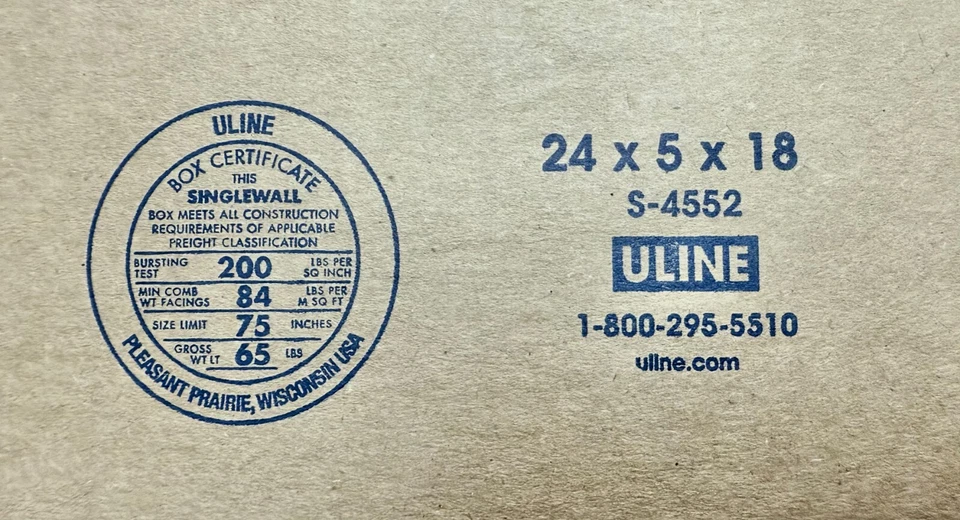 ULINE
BOX CERTIFICATE
THIS
SINGLEWALL
BOX MEETS ALL CONSTRUCTION
REQUIREMENTS OF APPLICABLE
FREIGHT CLASSIFICATION
BURSTING TEST 200 LBS PER SQ INCH
MIN COMB WT FACINGS 84 LBS PER M SQ FT
SIZE LIMIT 75 INCHES
GROSS WT LT 65 LBS
PLEASANT PRAIRIE, WISCONSIN USA
24 x 5 x 18
S-4552
ULINE
1-800-295-5510
uline.com